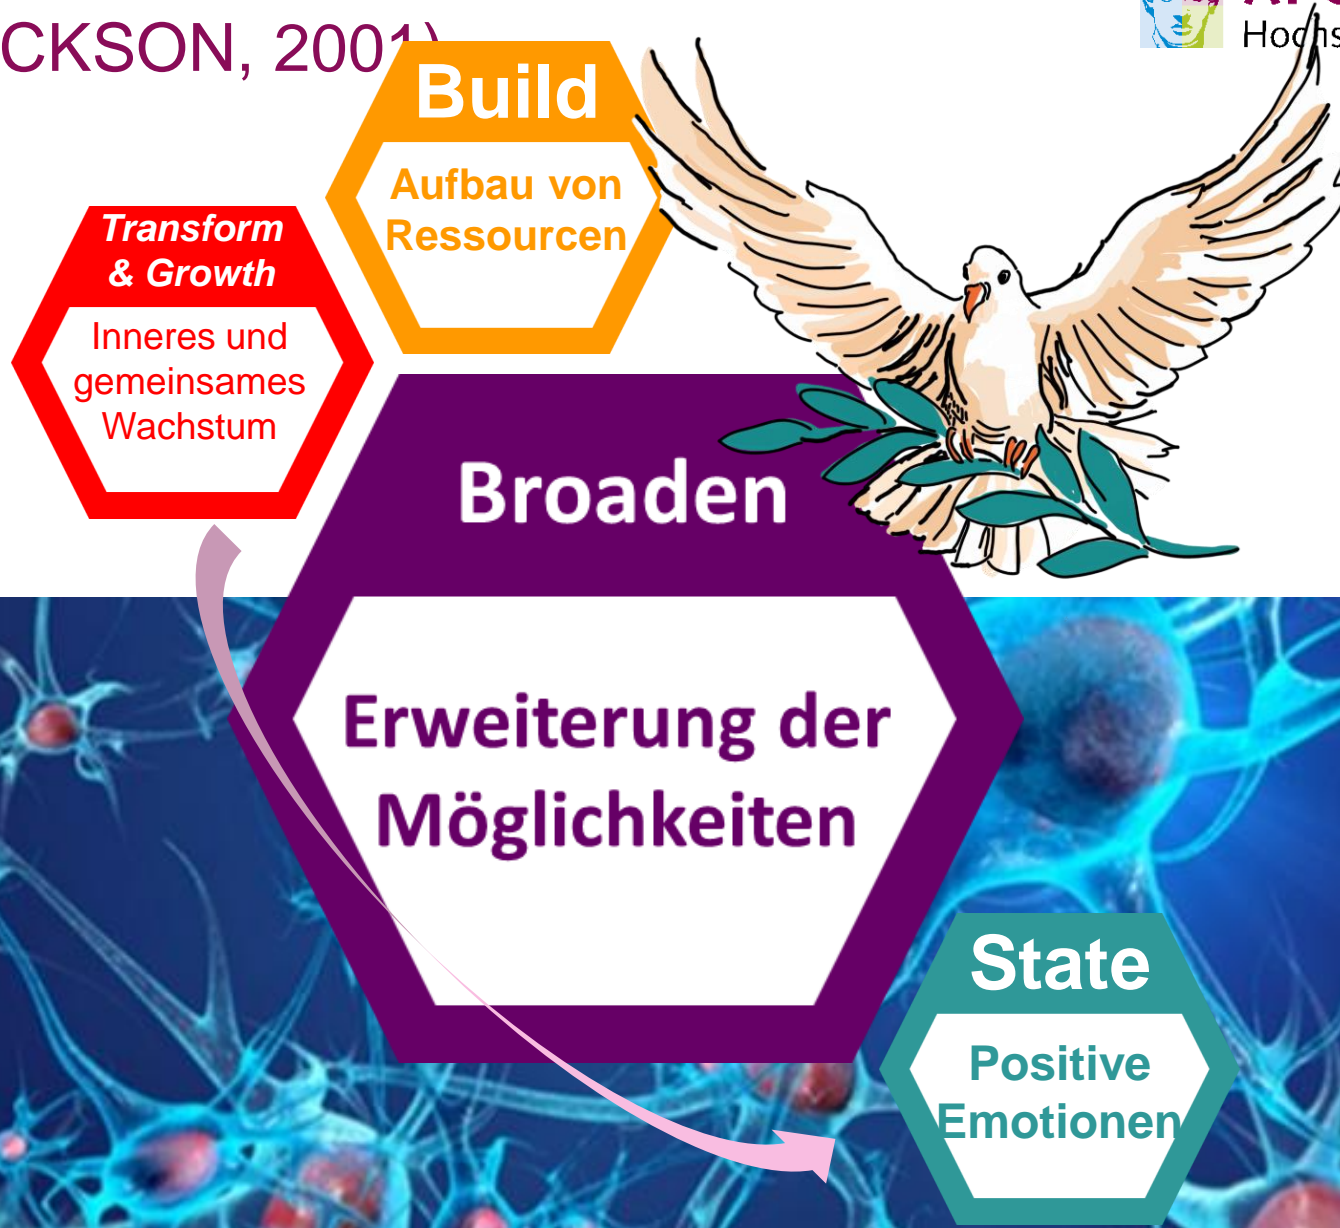 CKSON, 2001)
Build
Aufbau von
Ressourcen
Transform
& Growth
Inneres und
gemeinsames
Wachstum
Broaden
Erweiterung der
Möglichkeiten
State
Positive
Emotionen